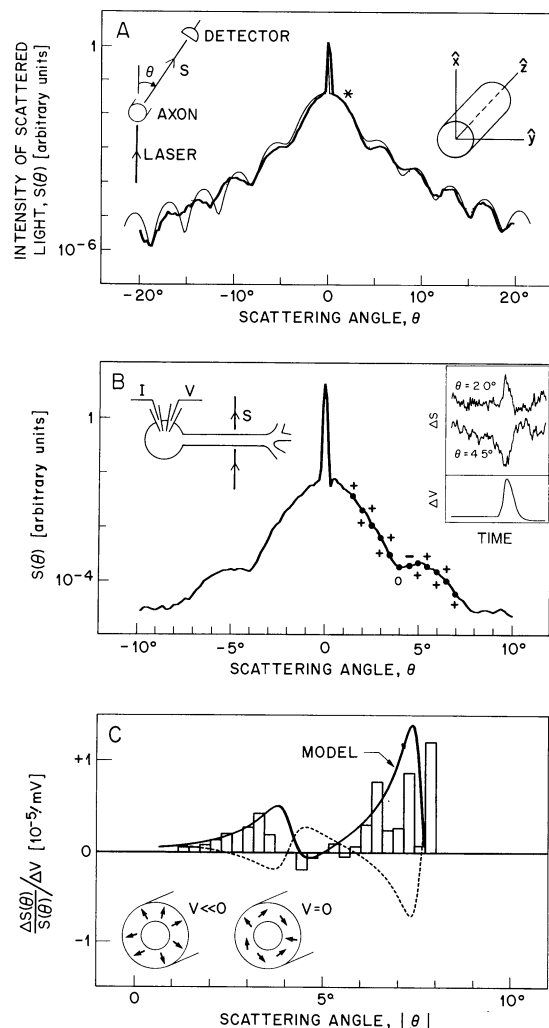 A
DETECTOR
θ
S
AXON
LASER
*
x̂
ẑ
ŷ
INTENSITY OF SCATTERED
LIGHT, S(θ) [arbitrary units]
1
10⁻⁶
-20° -10° 0 10° 20°
SCATTERING ANGLE, θ
B
I V
S
S(θ) [arbitrary units]
1
10⁻⁴
+ + + + + + o - + + + + +
ΔS
θ = 2.0°
θ = 4.5°
ΔV
TIME
-10° -5° 0 5° 10°
SCATTERING ANGLE, θ
C
MODEL
ΔS(θ)/S(θ)/ΔV [10⁻⁵/mV]
+1
0
-1
V<<0
V=0
0 5° 10°
SCATTERING ANGLE, |θ|